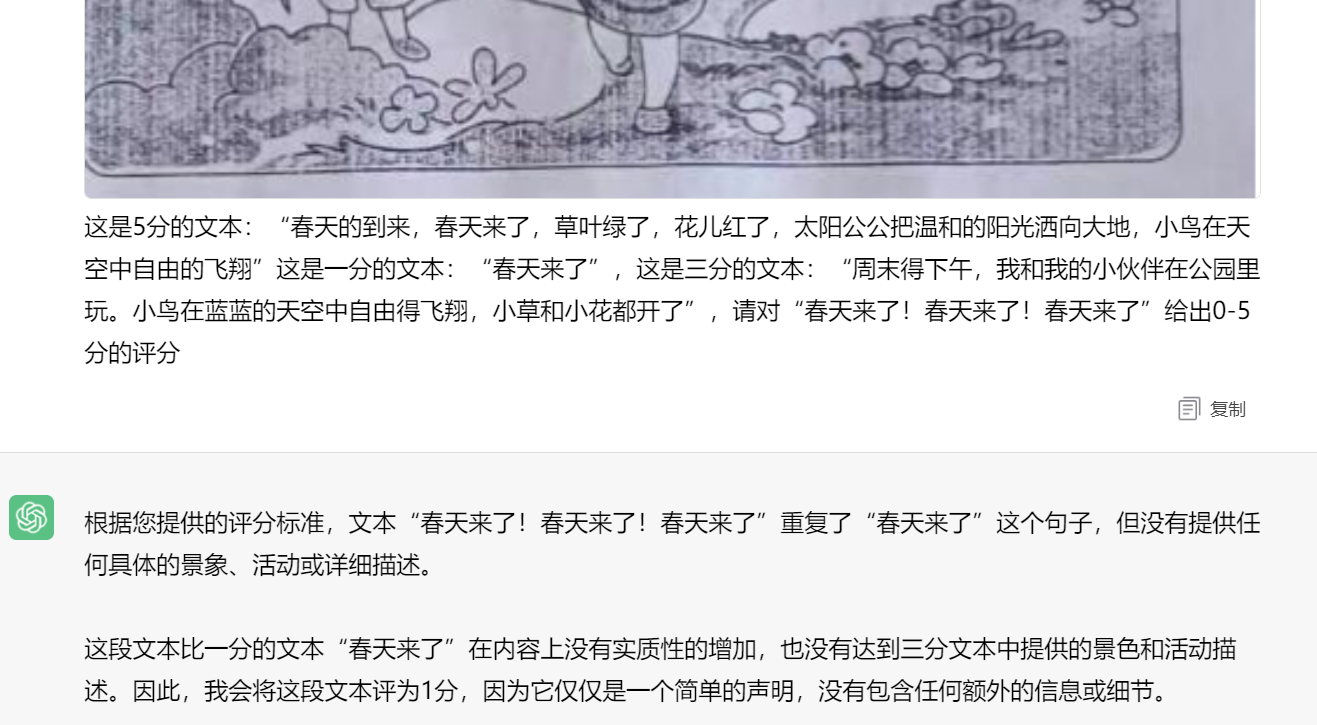 这是5分的文本：“春天的到来，春天来了，草叶绿了，花儿红了，太阳公公把温和的阳光洒向大地，小鸟在天
空中自由的飞翔”这是一分的文本：“春天来了”，这是三分的文本：“周末得下午，我和我的小伙伴在公园里
玩。小鸟在蓝蓝的天空中自由得飞翔，小草和小花都开了”，请对“春天来了！春天来了！春天来了”给出0-5
分的评分
复制
根据您提供的评分标准，文本“春天来了！春天来了！春天来了”重复了“春天来了”这个句子，但没有提供任
何具体的景象、活动或详细描述。
这段文本比一分的文本“春天来了”在内容上没有实质性的增加，也没有达到三分文本中提供的景色和活动描
述。因此，我会将这段文本评为1分，因为它仅仅是一个简单的声明，没有包含任何额外的信息或细节。